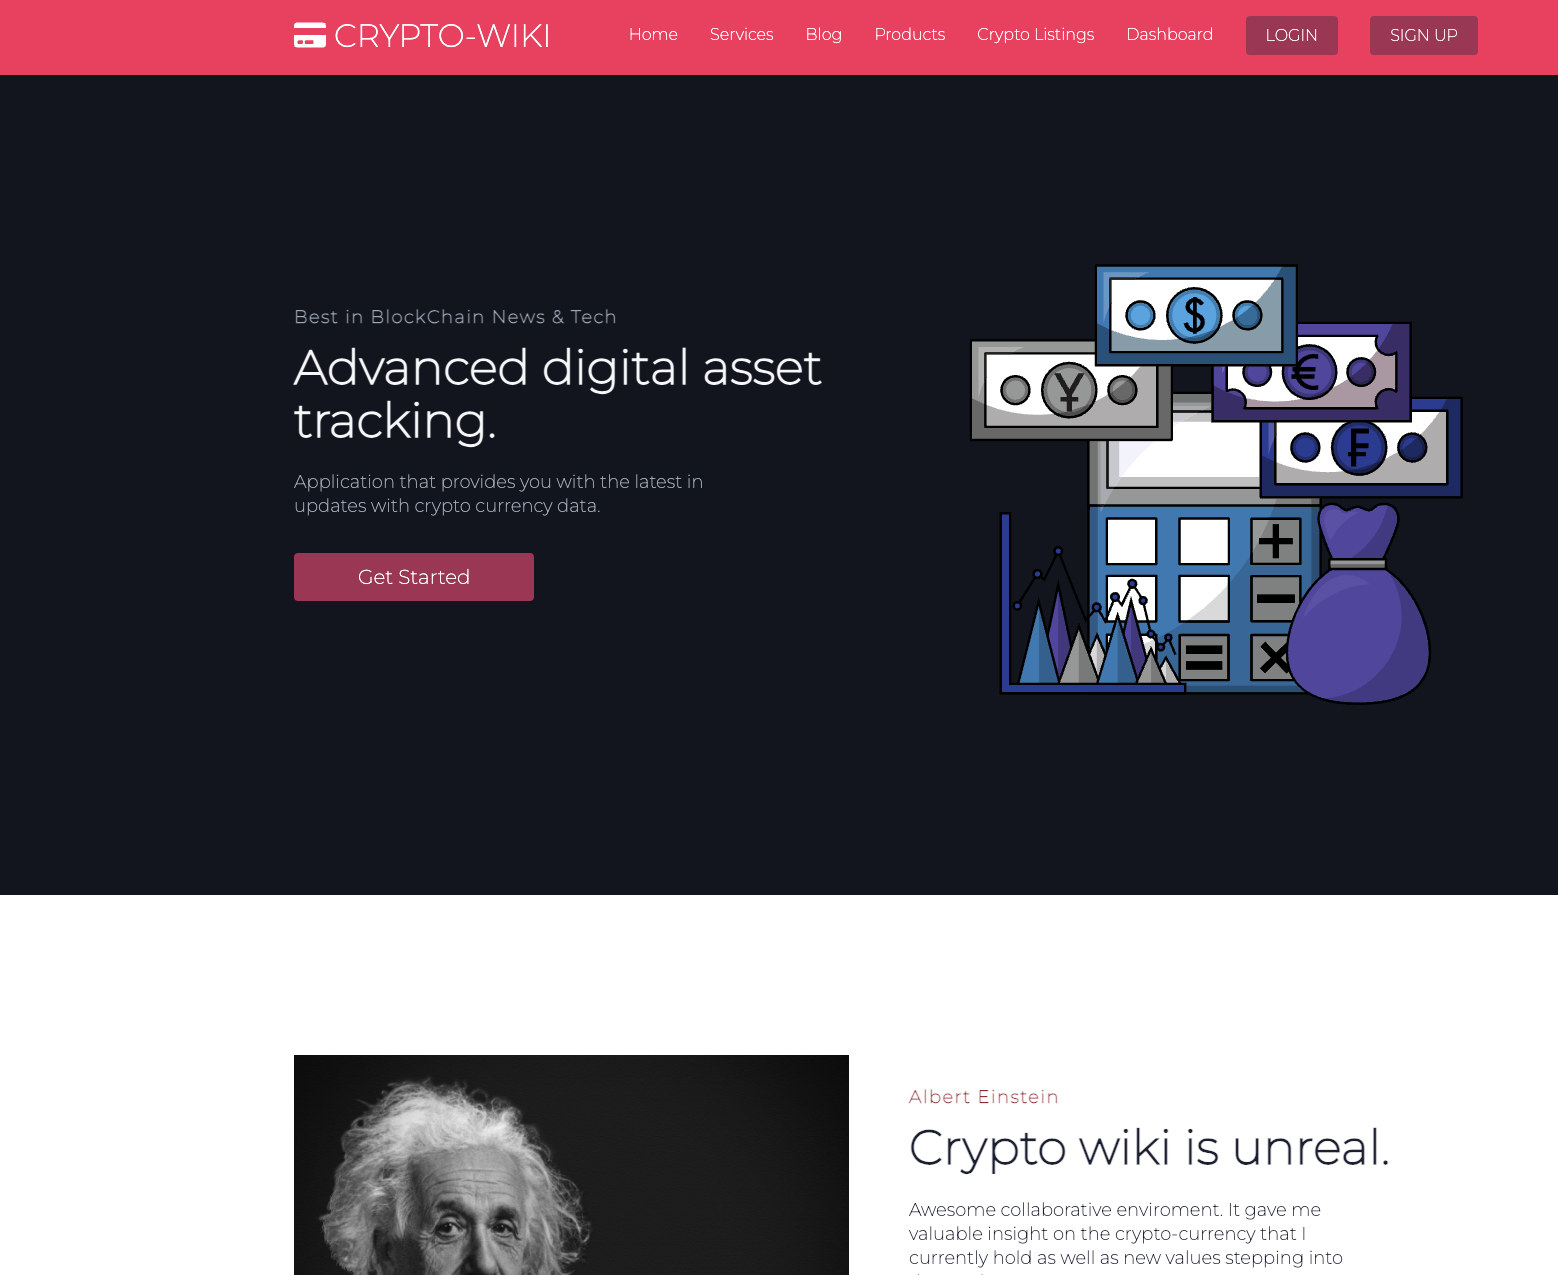 CRYPTO-WIKI
Home
Services
Blog
Products
Crypto Listings
Dashboard
LOGIN
SIGN UP
Best in BlockChain News & Tech
Advanced digital asset
tracking.
Application that provides you with the latest in
updates with crypto currency data.
Get Started
$
¥
€
₣
+
−
=
×
Albert Einstein
Crypto wiki is unreal.
Awesome collaborative enviroment. It gave me
valuable insight on the crypto-currency that I
currently hold as well as new values stepping into